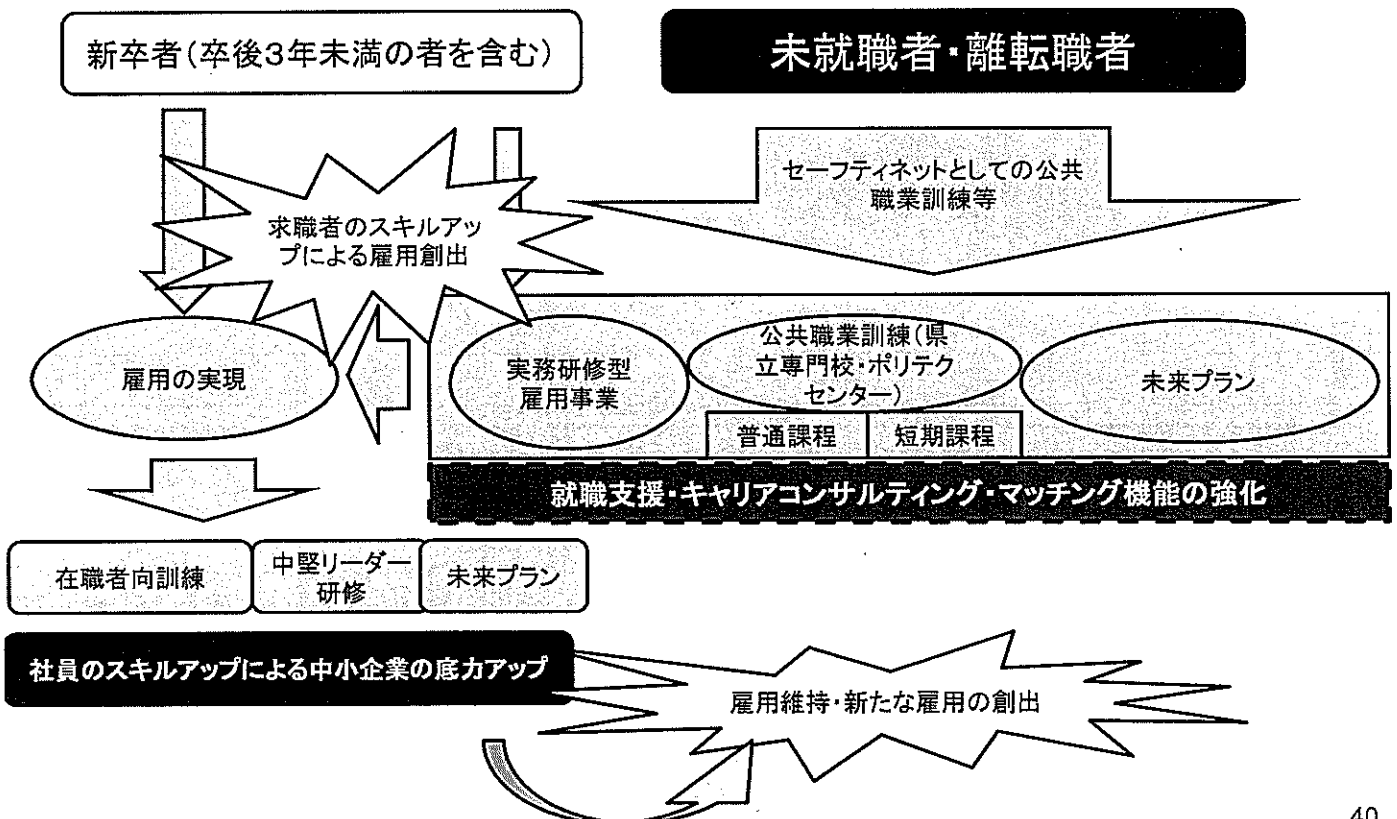 新卒者(卒後3年未満の者を含む)
未就職者・離転職者
セーフティネットとしての公共
職業訓練等
求職者のスキルアッ
プによる雇用創出
雇用の実現
実務研修型
雇用事業
公共職業訓練(県
立専門校・ポリテク
センター)
普通課程
短期課程
未来プラン
就職支援・キャリアコンサルティング・マッチング機能の強化
在職者向訓練
中堅リーダー
研修
未来プラン
社員のスキルアップによる中小企業の底力アップ
雇用維持・新たな雇用の創出
40